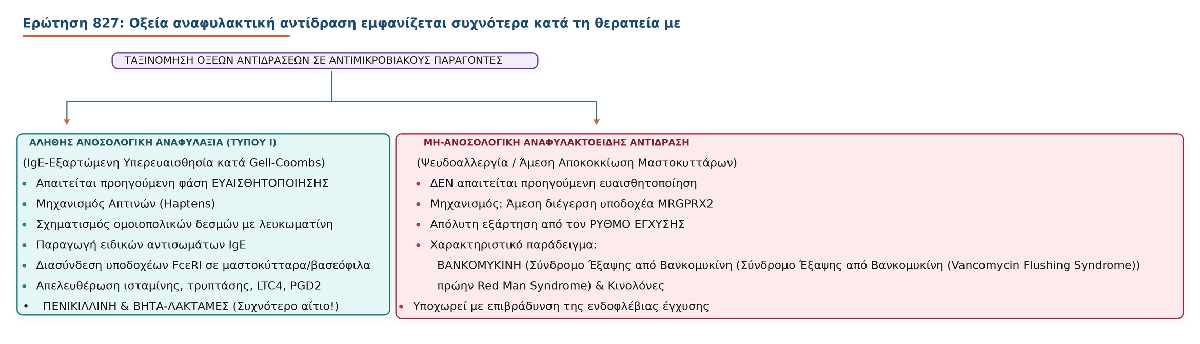 Ερώτηση 827: Οξεία αναφυλακτική αντίδραση εμφανίζεται συχνότερα κατά τη θεραπεία με
ΤΑΞΙΝΟΜΗΣΗ ΟΞΕΩΝ ΑΝΤΙΔΡΑΣΕΩΝ ΣΕ ΑΝΤΙΜΙΚΡΟΒΙΑΚΟΥΣ ΠΑΡΑΓΟΝΤΕΣ
ΑΛΗΘΗΣ ΑΝΟΣΟΛΟΓΙΚΗ ΑΝΑΦΥΛΑΞΙΑ (ΤΥΠΟΥ Ι)
(IgE-Εξαρτώμενη Υπερευαισθησία κατά Gell-Coombs)
• Απαιτείται προηγούμενη φάση ΕΥΑΙΣΘΗΤΟΠΟΙΗΣΗΣ
• Μηχανισμός Απτινών (Haptens)
• Σχηματισμός ομοιοπολικών δεσμών με λευκωματίνη
• Παραγωγή ειδικών αντισωμάτων IgE
• Διασύνδεση υποδοχέων FcεRI σε μαστοκύτταρα/βασεόφιλα
• Απελευθέρωση ισταμίνης, τρυπτάσης, LTC4, PGD2
• ΠΕΝΙΚΙΛΛΙΝΗ & ΒΗΤΑ-ΛΑΚΤΑΜΕΣ (Συχνότερο αίτιο!)
ΜΗ-ΑΝΟΣΟΛΟΓΙΚΗ ΑΝΑΦΥΛΑΚΤΟΕΙΔΗΣ ΑΝΤΙΔΡΑΣΗ
(Ψευδοαλλεργία / Άμεση Αποκοκκίωση Μαστοκυττάρων)
• ΔΕΝ απαιτείται προηγούμενη ευαισθητοποίηση
• Μηχανισμός: Άμεση διέγερση υποδοχέα MRGPRX2
• Απόλυτη εξάρτηση από τον ΡΥΘΜΟ ΕΓΧΥΣΗΣ
• Χαρακτηριστικό παράδειγμα:
ΒΑΝΚΟΜΥΚΙΝΗ (Σύνδρομο Έξαψης από Βανκομυκίνη (Σύνδρομο Έξαψης από Βανκομυκίνη (Vancomycin Flushing Syndrome))
πρώην Red Man Syndrome) & Κινολόνες
• Υποχωρεί με επιβράδυνση της ενδοφλέβιας έγχυσης